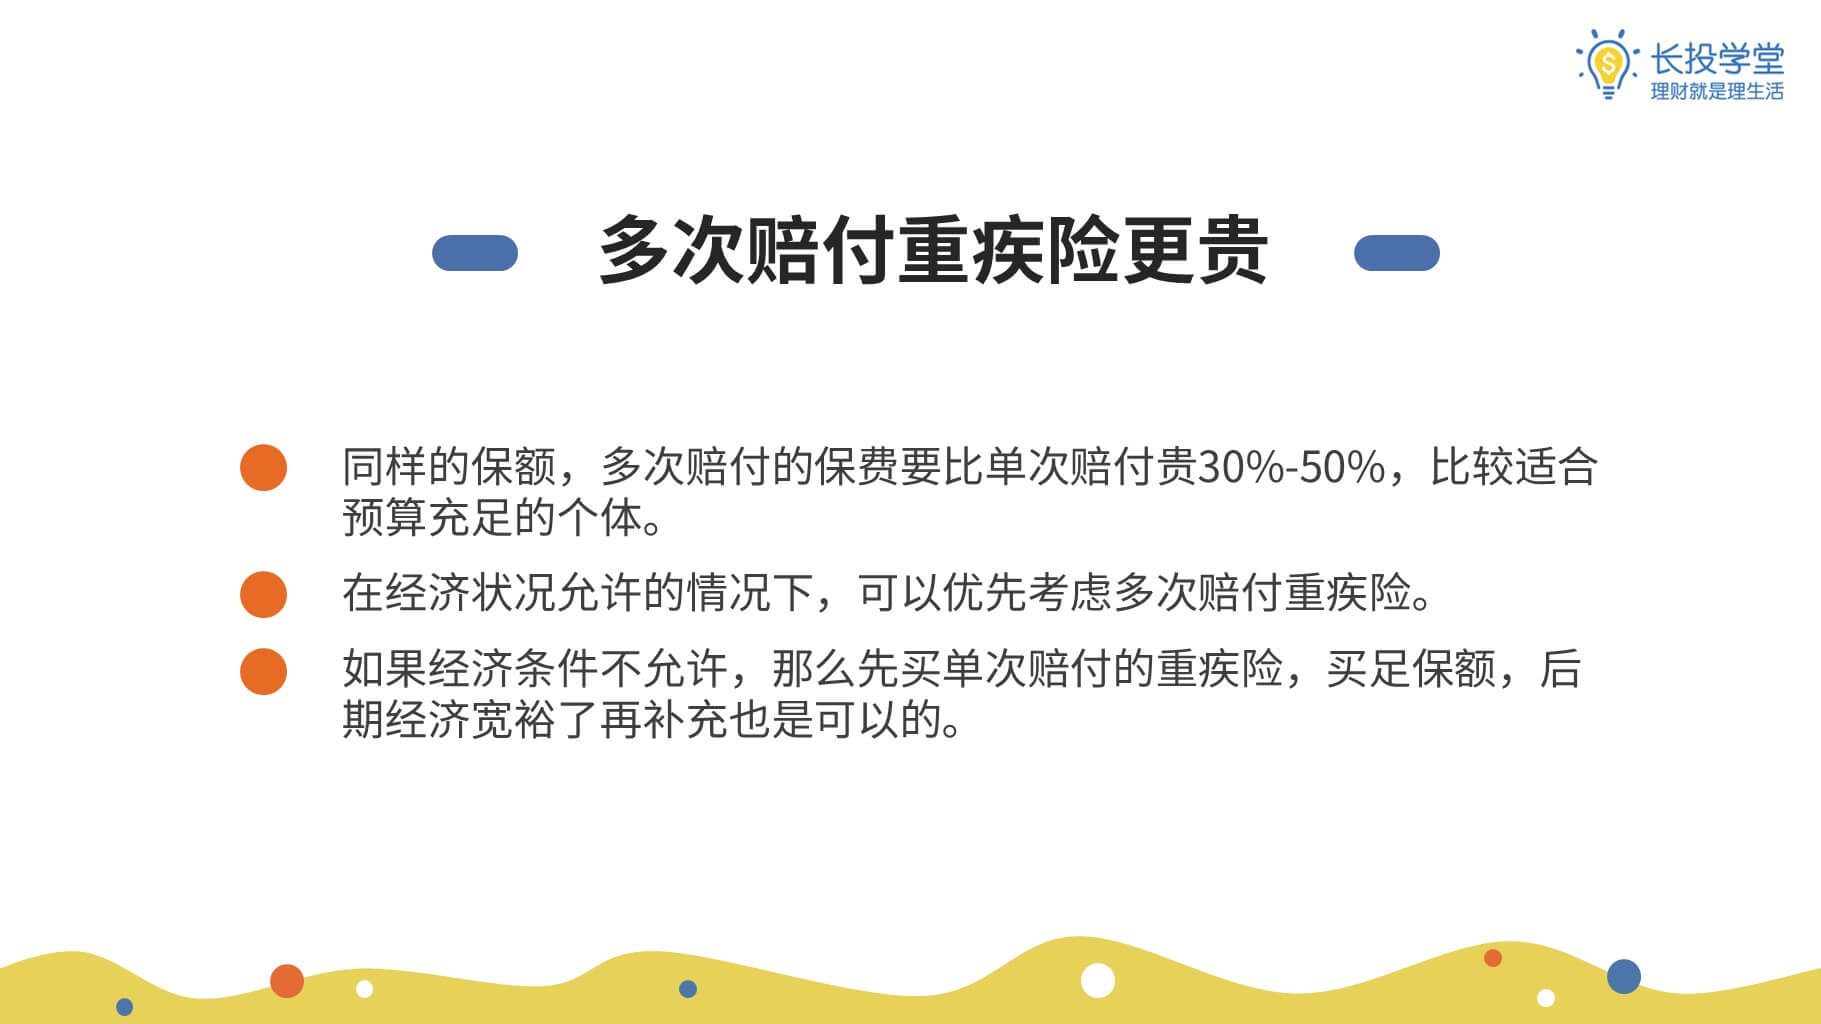 长投学堂
理财就是理生活
多次赔付重疾险更贵
同样的保额，多次赔付的保费要比单次赔付贵30%-50%，比较适合
预算充足的个体。
在经济状况允许的情况下，可以优先考虑多次赔付重疾险。
如果经济条件不允许，那么先买单次赔付的重疾险，买足保额，后
期经济宽裕了再补充也是可以的。